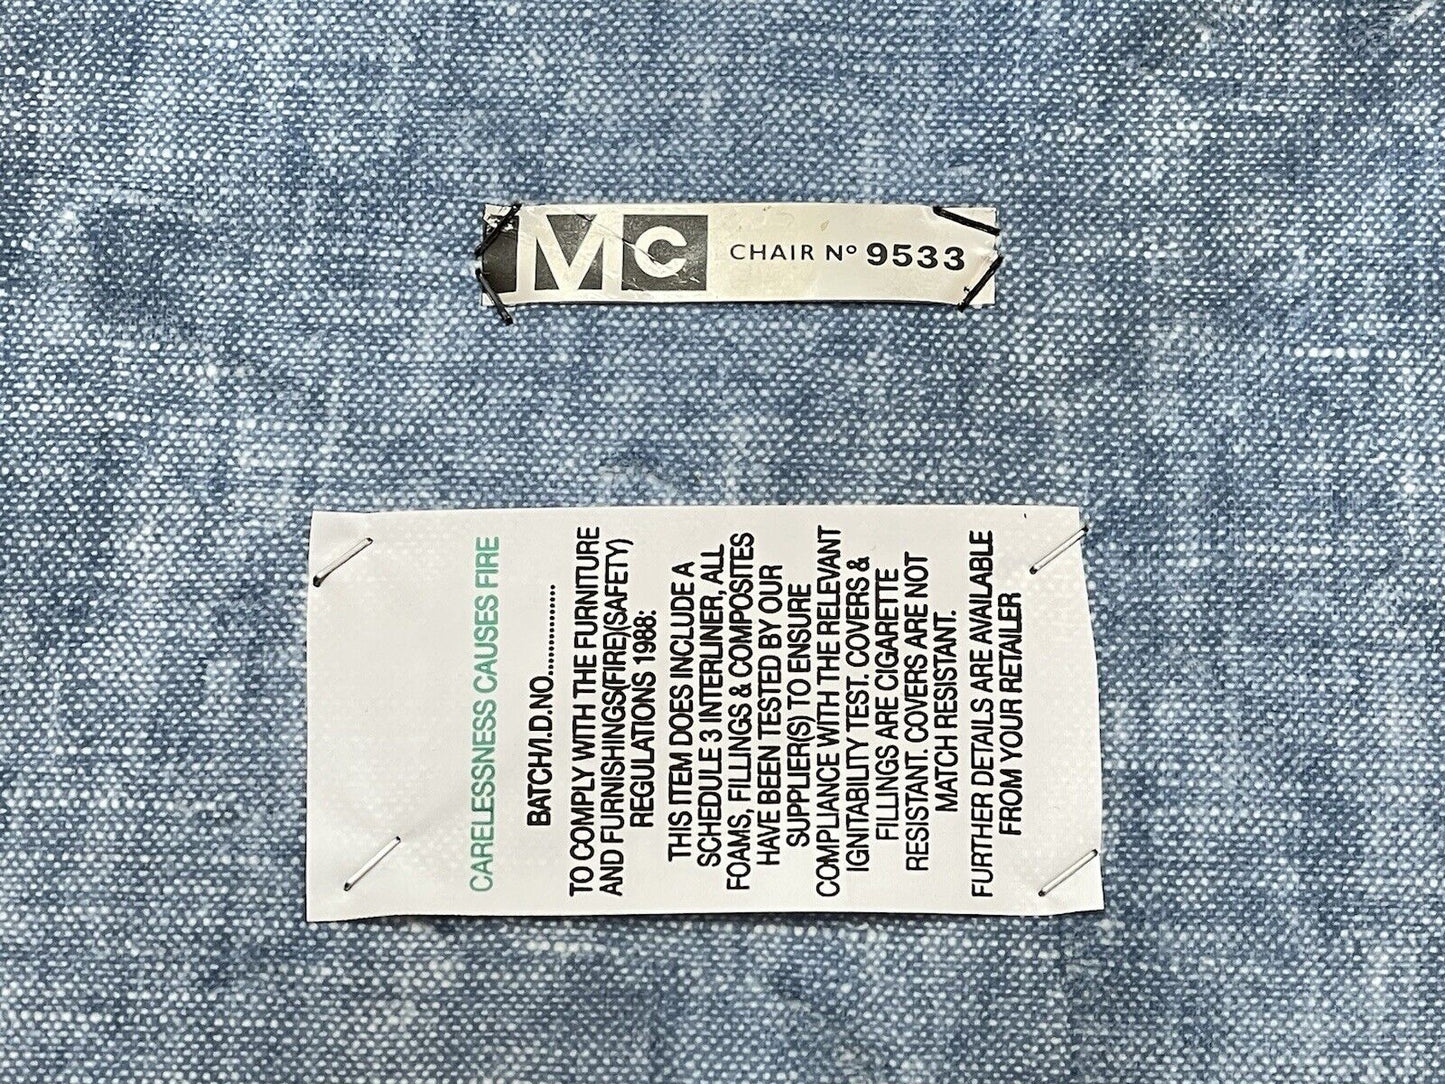 MC CHAIR Nº 9533
CARELESSNESS CAUSES FIRE
BATCH/I.D.NO..................
TO COMPLY WITH THE FURNITURE
AND FURNISHINGS(FIRE)(SAFETY)
REGULATIONS 1988:
THIS ITEM DOES INCLUDE A
SCHEDULE 3 INTERLINER, ALL
FOAMS, FILLINGS & COMPOSITES
HAVE BEEN TESTED BY OUR
SUPPLIER(S) TO ENSURE
COMPLIANCE WITH THE RELEVANT
IGNITABILITY TEST. COVERS &
FILLINGS ARE CIGARETTE
RESISTANT. COVERS ARE NOT
MATCH RESISTANT.
FURTHER DETAILS ARE AVAILABLE
FROM YOUR RETAILER